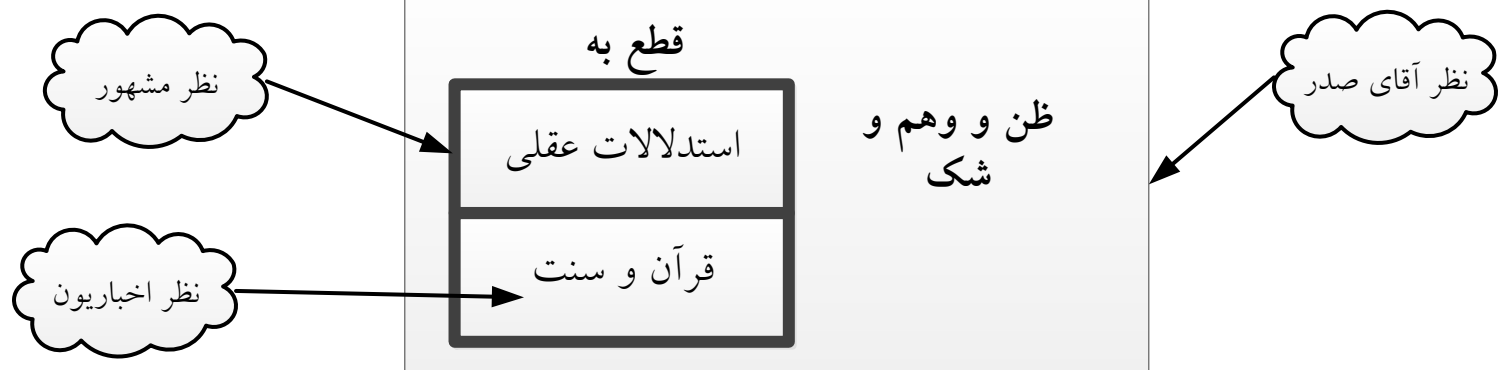 قطع به
نظر آقای صدر
نظر مشهور
ظن و وهم و
شک
استدلالات عقلی
قرآن و سنت
نظر اخباریون